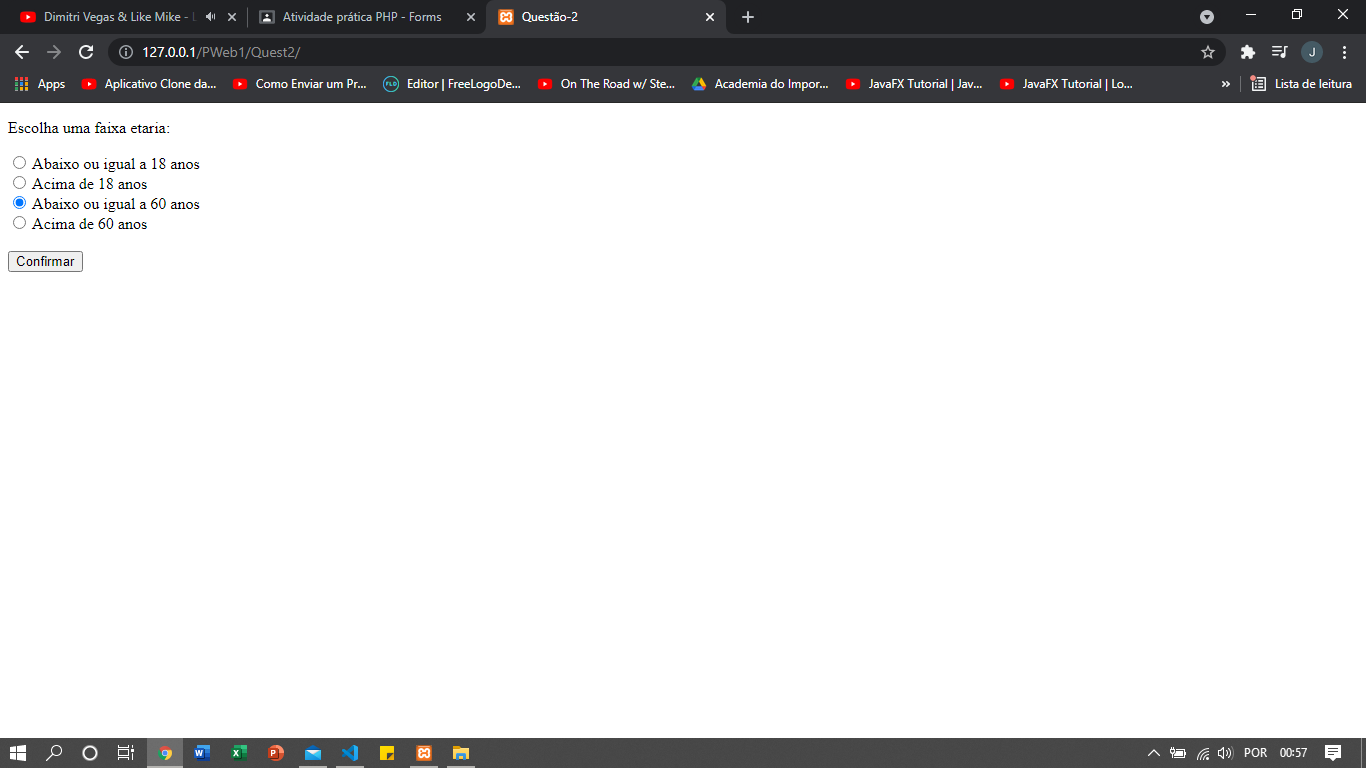 Dimitri Vegas & Like Mike - L
Atividade prática PHP - Forms
Questão-2
127.0.0.1/PWeb1/Quest2/
J
Apps
Aplicativo Clone da...
Como Enviar um Pr...
FLD
Editor | FreeLogoDe...
On The Road w/ Ste...
Academia do Impor...
JavaFX Tutorial | Jav...
JavaFX Tutorial | Lo...
»
Lista de leitura
Escolha uma faixa etaria:
Abaixo ou igual a 18 anos
Acima de 18 anos
Abaixo ou igual a 60 anos
Acima de 60 anos
Confirmar
POR
00:57